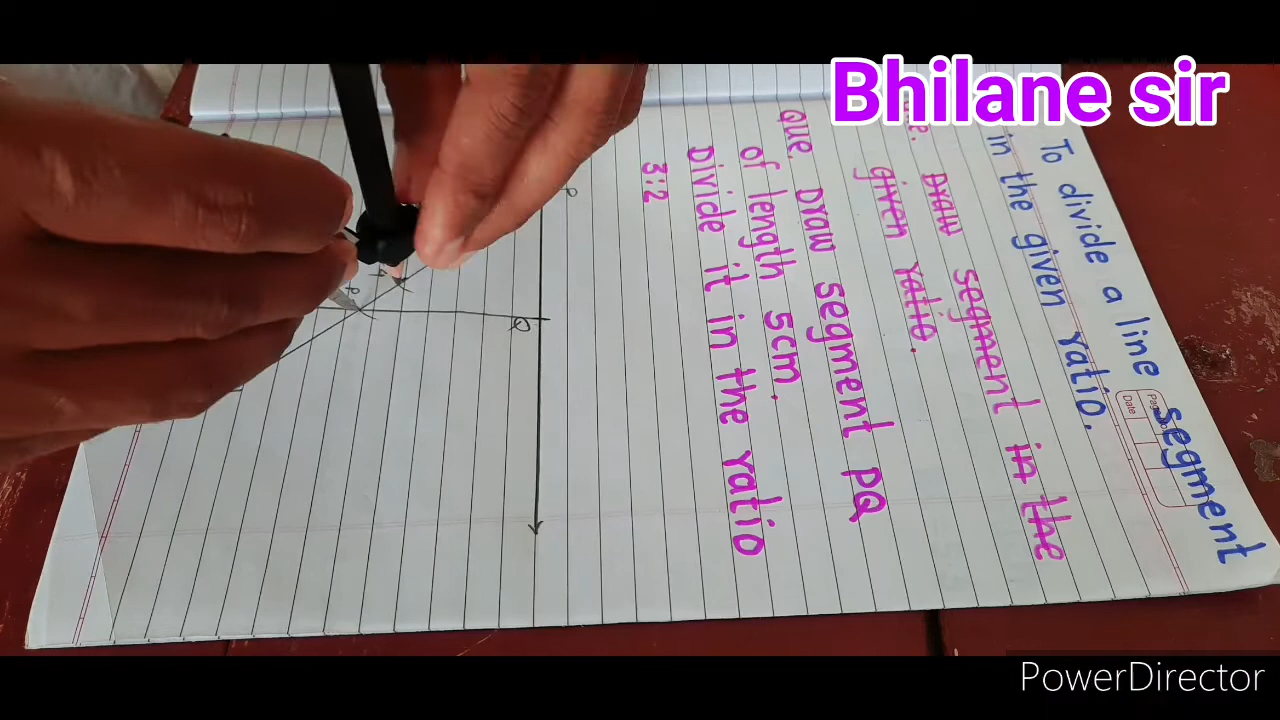 Bhilane sir
To divide a line segment
in the given ratio.
Page
Date
Draw segment in the
given ratio.
Que. Draw segment PQ
of length 5cm.
Divide it in the ratio
3:2
P
Q
PowerDirector